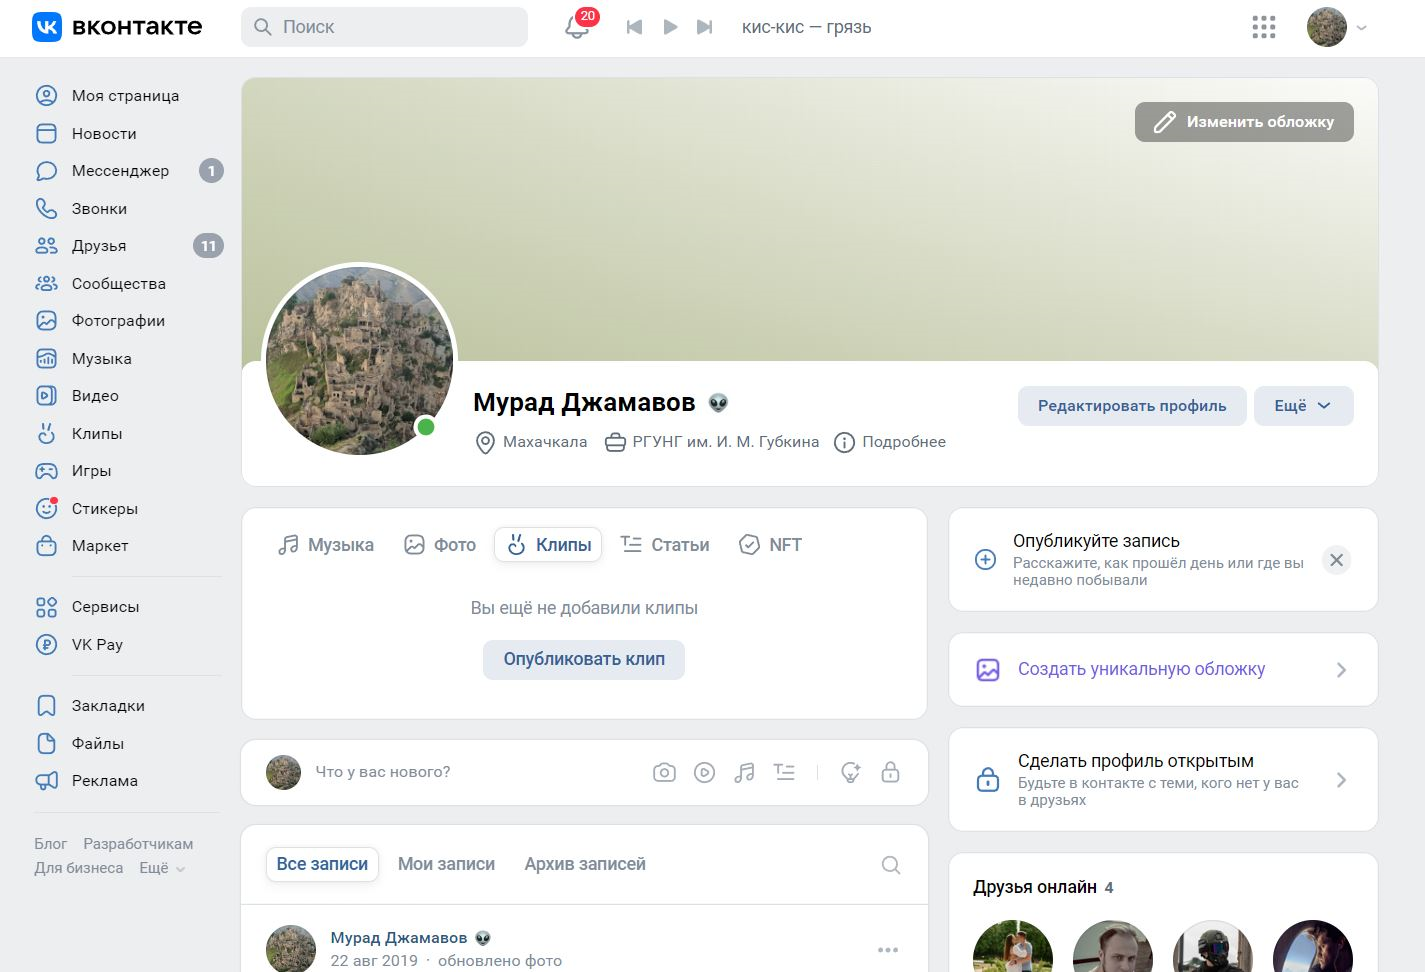 ВКОНТАКТЕ
Поиск
20
кис-кис — грязь
Моя страница
Новости
Мессенджер 1
Звонки
Друзья 11
Сообщества
Фотографии
Музыка
Видео
Клипы
Игры
Стикеры
Маркет
Сервисы
VK Pay
Закладки
Файлы
Реклама
Блог Разработчикам
Для бизнеса Ещё
Изменить обложку
Мурад Джамавов
Махачкала РГУНГ им. И. М. Губкина Подробнее
Редактировать профиль Ещё
Музыка Фото Клипы Статьи NFT
Вы ещё не добавили клипы
Опубликовать клип
Что у вас нового?
Все записи Мои записи Архив записей
Мурад Джамавов
22 авг 2019 · обновлено фото
Опубликуйте запись
Расскажите, как прошёл день или где вы
недавно побывали
Создать уникальную обложку
Сделать профиль открытым
Будьте в контакте с теми, кого нет у вас
в друзьях
Друзья онлайн 4